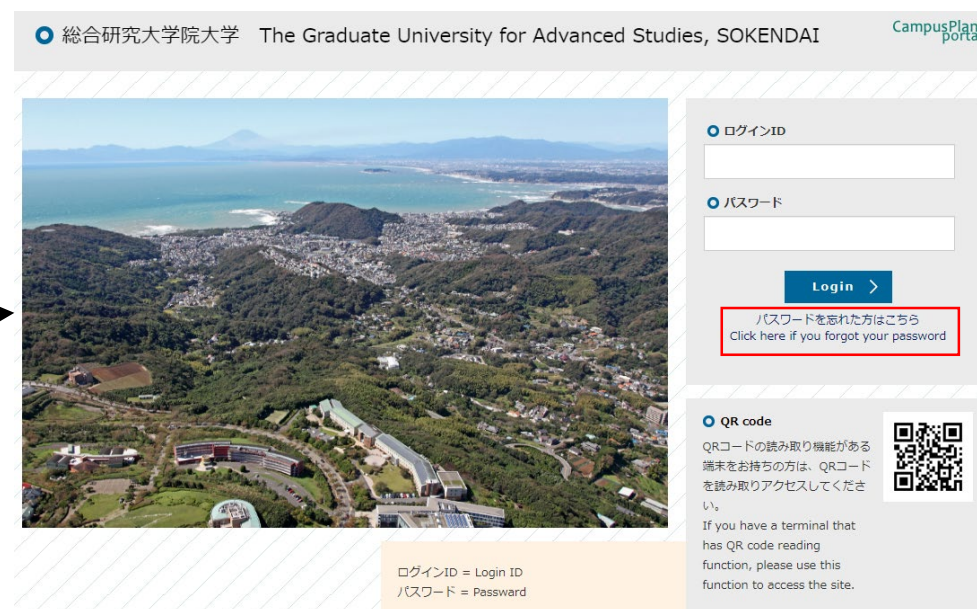 総合研究大学院大学 The Graduate University for Advanced Studies, SOKENDAI
CampusPlan
porta
ログインID
パスワード
Login
パスワードを忘れた方はこちら
Click here if you forgot your password
QR code
QRコードの読み取り機能がある
端末をお持ちの方は、QRコード
を読み取りアクセスしてくださ
い。
If you have a terminal that
has QR code reading
function, please use this
function to access the site.
ログインID = Login ID
パスワード = Passward